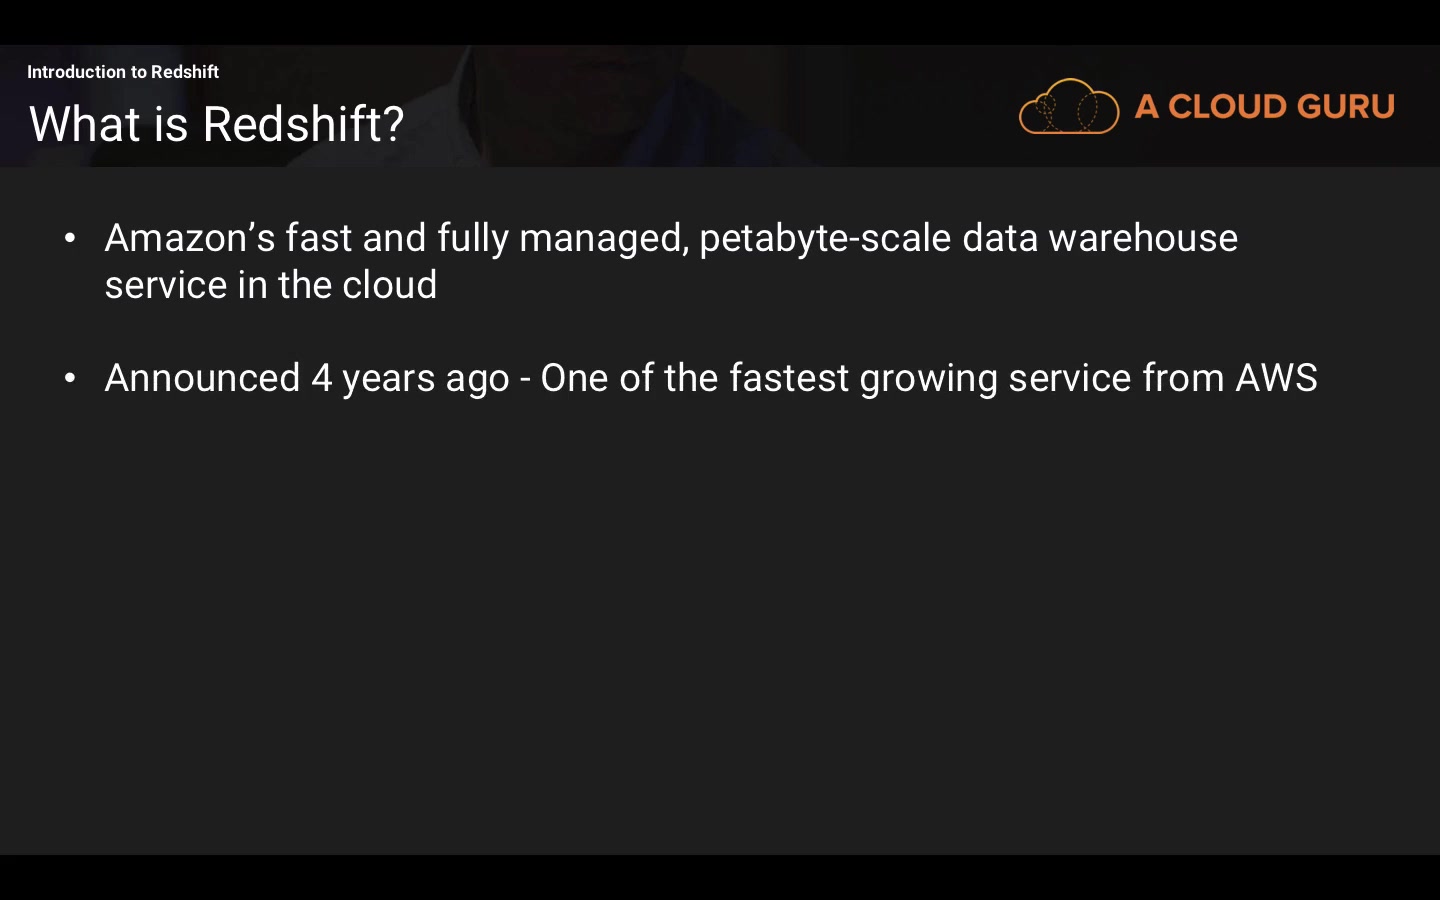 Introduction to Redshift
What is Redshift?
A CLOUD GURU
• Amazon’s fast and fully managed, petabyte-scale data warehouse
service in the cloud
• Announced 4 years ago - One of the fastest growing service from AWS